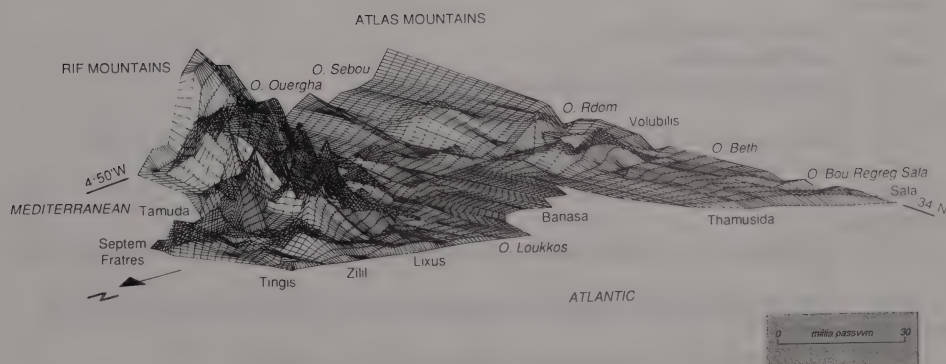 ATLAS MOUNTAINS
RIF MOUNTAINS
O. Ouergha
O. Sebou
O. Rdom
Volubilis
O. Beth
O Bou Regreg Sala
Sala
34 N
4°50'W
MEDITERRANEAN
Tamuda
Septem
Fratres
Tingis
Zilil
Lixus
O. Loukkos
Banasa
Thamusida
ATLANTIC
N
0 millia passvvm 30